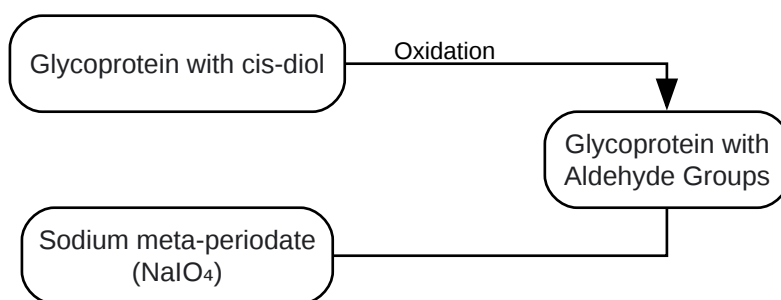 Glycoprotein with cis-diol
Oxidation
Glycoprotein with
Aldehyde Groups
Sodium meta-periodate
(NaIO₄)